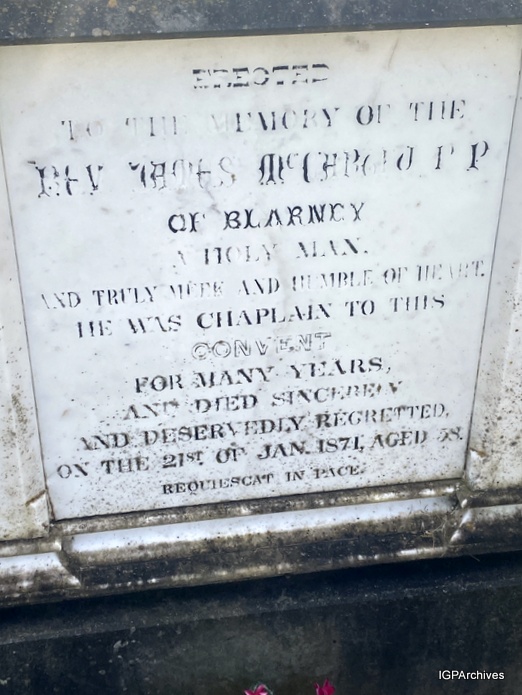 ERECTED
TO THE MEMORY OF THE
REV JAMES P P
OF BLARNEY
A HOLY MAN.
AND TRULY MEEK AND HUMBLE OF HEART.
HE WAS CHAPLAIN TO THIS
CONVENT
FOR MANY YEARS,
AND DIED SINCERELY
AND DESERVEDLY REGRETTED,
ON THE 21ST. OF JAN. 1871, AGED 58.
REQUIESCAT IN PACE.
IGPArchives